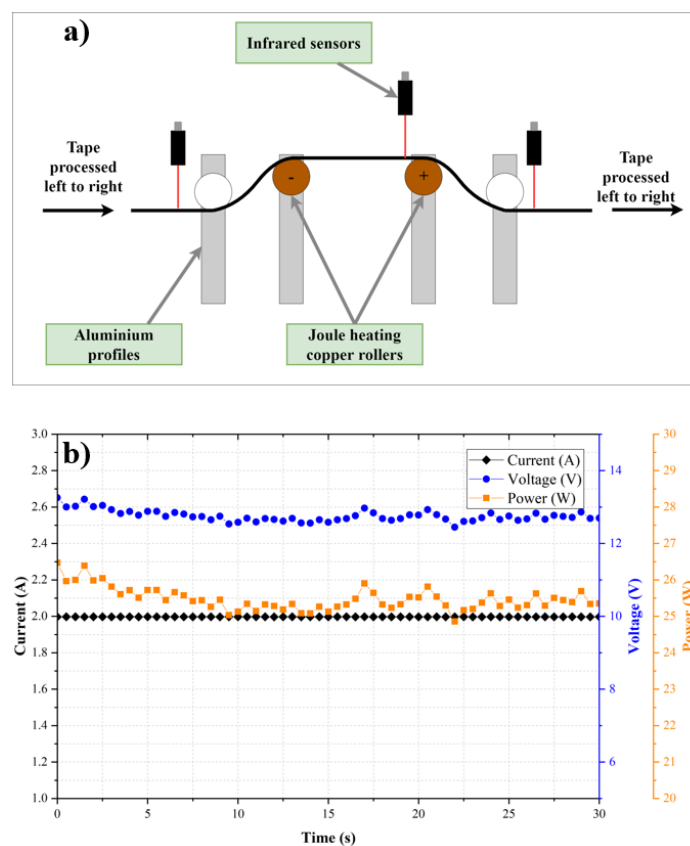 a)
Infrared sensors
Tape
processed
left to right
Tape
processed
left to right
-
+
Aluminium
profiles
Joule heating
copper rollers
b)
Current (A)
Voltage (V)
Power (W)
3.0
2.8
2.6
2.4
2.2
2.0
1.8
1.6
1.4
1.2
1.0
Current (A)
14
12
10
8
6
Voltage (V)
30
29
28
27
26
25
24
23
22
21
20
Power (W)
0 5 10 15 20 25 30
Time (s)